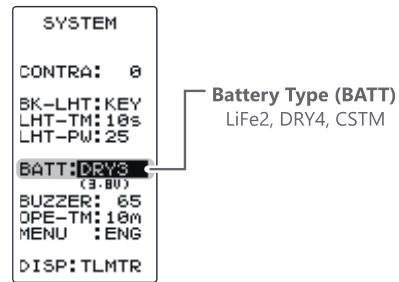 SYSTEM
CONTRA: 0
BK-LHT:KEY
LHT-TM:10s
LHT-PW:25
BATT:DRY3
(3.8V)
BUZZER: 65
OPE-TM:10m
MENU :ENG
DISP:TLMTR
Battery Type (BATT)
LiFe2, DRY4, CSTM